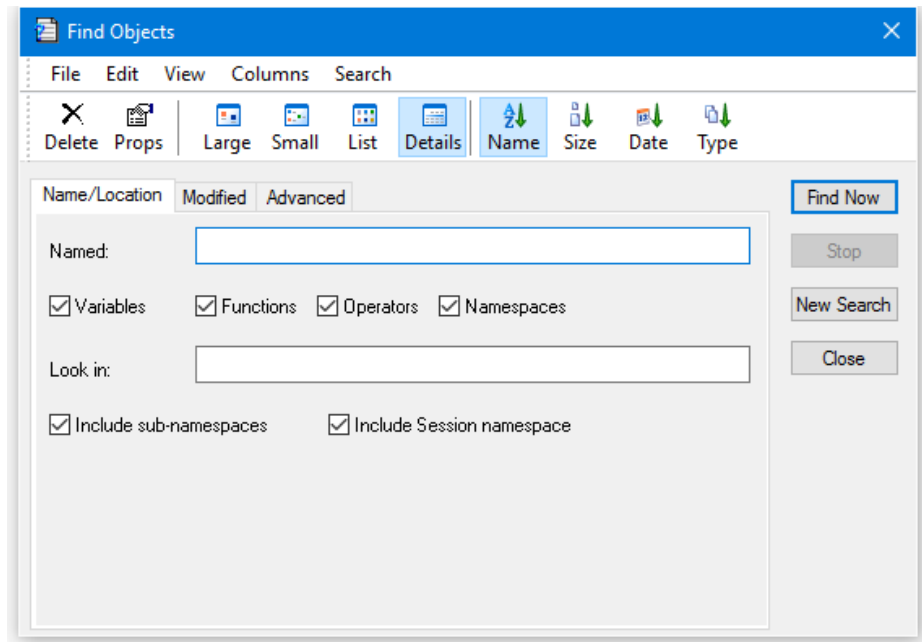 Find Objects
File Edit View Columns Search
Delete Props Large Small List Details Name Size Date Type
Name/Location Modified Advanced
Find Now
Named:
Stop
Variables Functions Operators Namespaces
New Search
Look in:
Close
Include sub-namespaces Include Session namespace